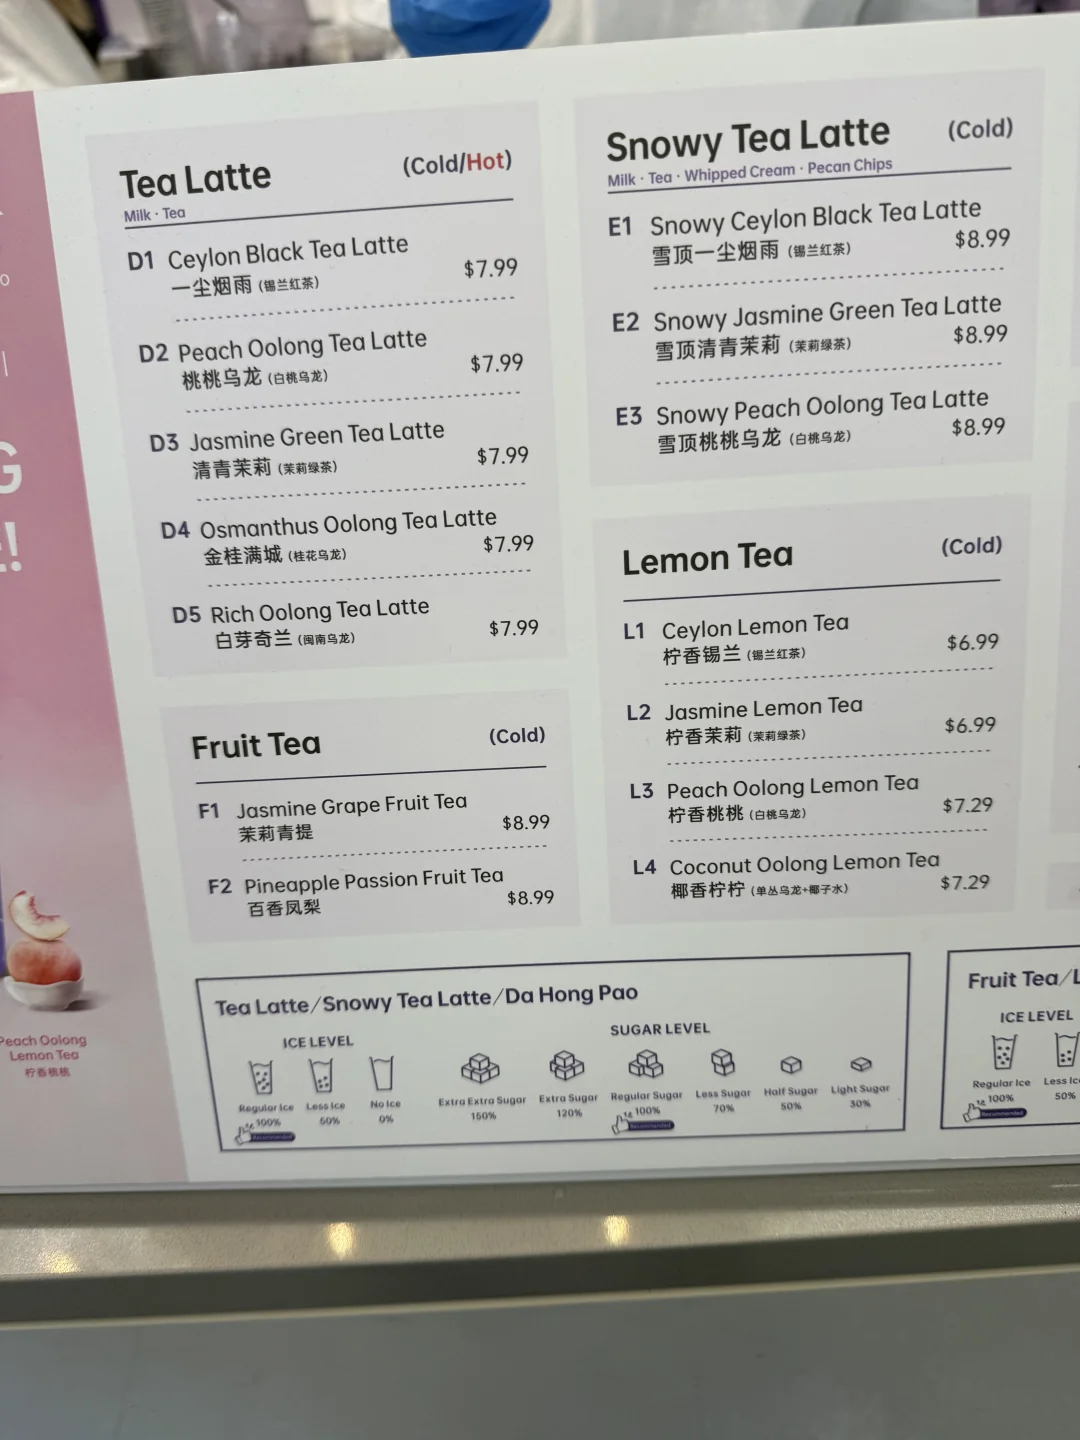 Tea Latte (Cold/Hot)
Milk · Tea
D1 Ceylon Black Tea Latte
一尘烟雨 (锡兰红茶) $7.99
D2 Peach Oolong Tea Latte
桃桃乌龙 (白桃乌龙) $7.99
D3 Jasmine Green Tea Latte
清青茉莉 (茉莉绿茶) $7.99
D4 Osmanthus Oolong Tea Latte
金桂满城 (桂花乌龙) $7.99
D5 Rich Oolong Tea Latte
白芽奇兰 (闽南乌龙) $7.99
Fruit Tea (Cold)
F1 Jasmine Grape Fruit Tea
茉莉青提 $8.99
F2 Pineapple Passion Fruit Tea
百香凤梨 $8.99
Snowy Tea Latte (Cold)
Milk · Tea · Whipped Cream · Pecan Chips
E1 Snowy Ceylon Black Tea Latte
雪顶一尘烟雨 (锡兰红茶) $8.99
E2 Snowy Jasmine Green Tea Latte
雪顶清青茉莉 (茉莉绿茶) $8.99
E3 Snowy Peach Oolong Tea Latte
雪顶桃桃乌龙 (白桃乌龙) $8.99
Lemon Tea (Cold)
L1 Ceylon Lemon Tea
柠香锡兰 (锡兰红茶) $6.99
L2 Jasmine Lemon Tea
柠香茉莉 (茉莉绿茶) $6.99
L3 Peach Oolong Lemon Tea
柠香桃桃 (白桃乌龙) $7.29
L4 Coconut Oolong Lemon Tea
椰香柠柠 (单丛乌龙+椰子水) $7.29
Peach Oolong
Lemon Tea
柠香桃桃
Tea Latte/Snowy Tea Latte/Da Hong Pao
ICE LEVEL
Regular Ice Less Ice No Ice
100% 50% 0%
Recommended
SUGAR LEVEL
Extra Extra Sugar Extra Sugar Regular Sugar Less Sugar Half Sugar Light Sugar
150% 120% 100% 70% 50% 30%
Recommended
Fruit Tea/L
ICE LEVEL
Regular Ice Less Ice
100% 50%
Recommended